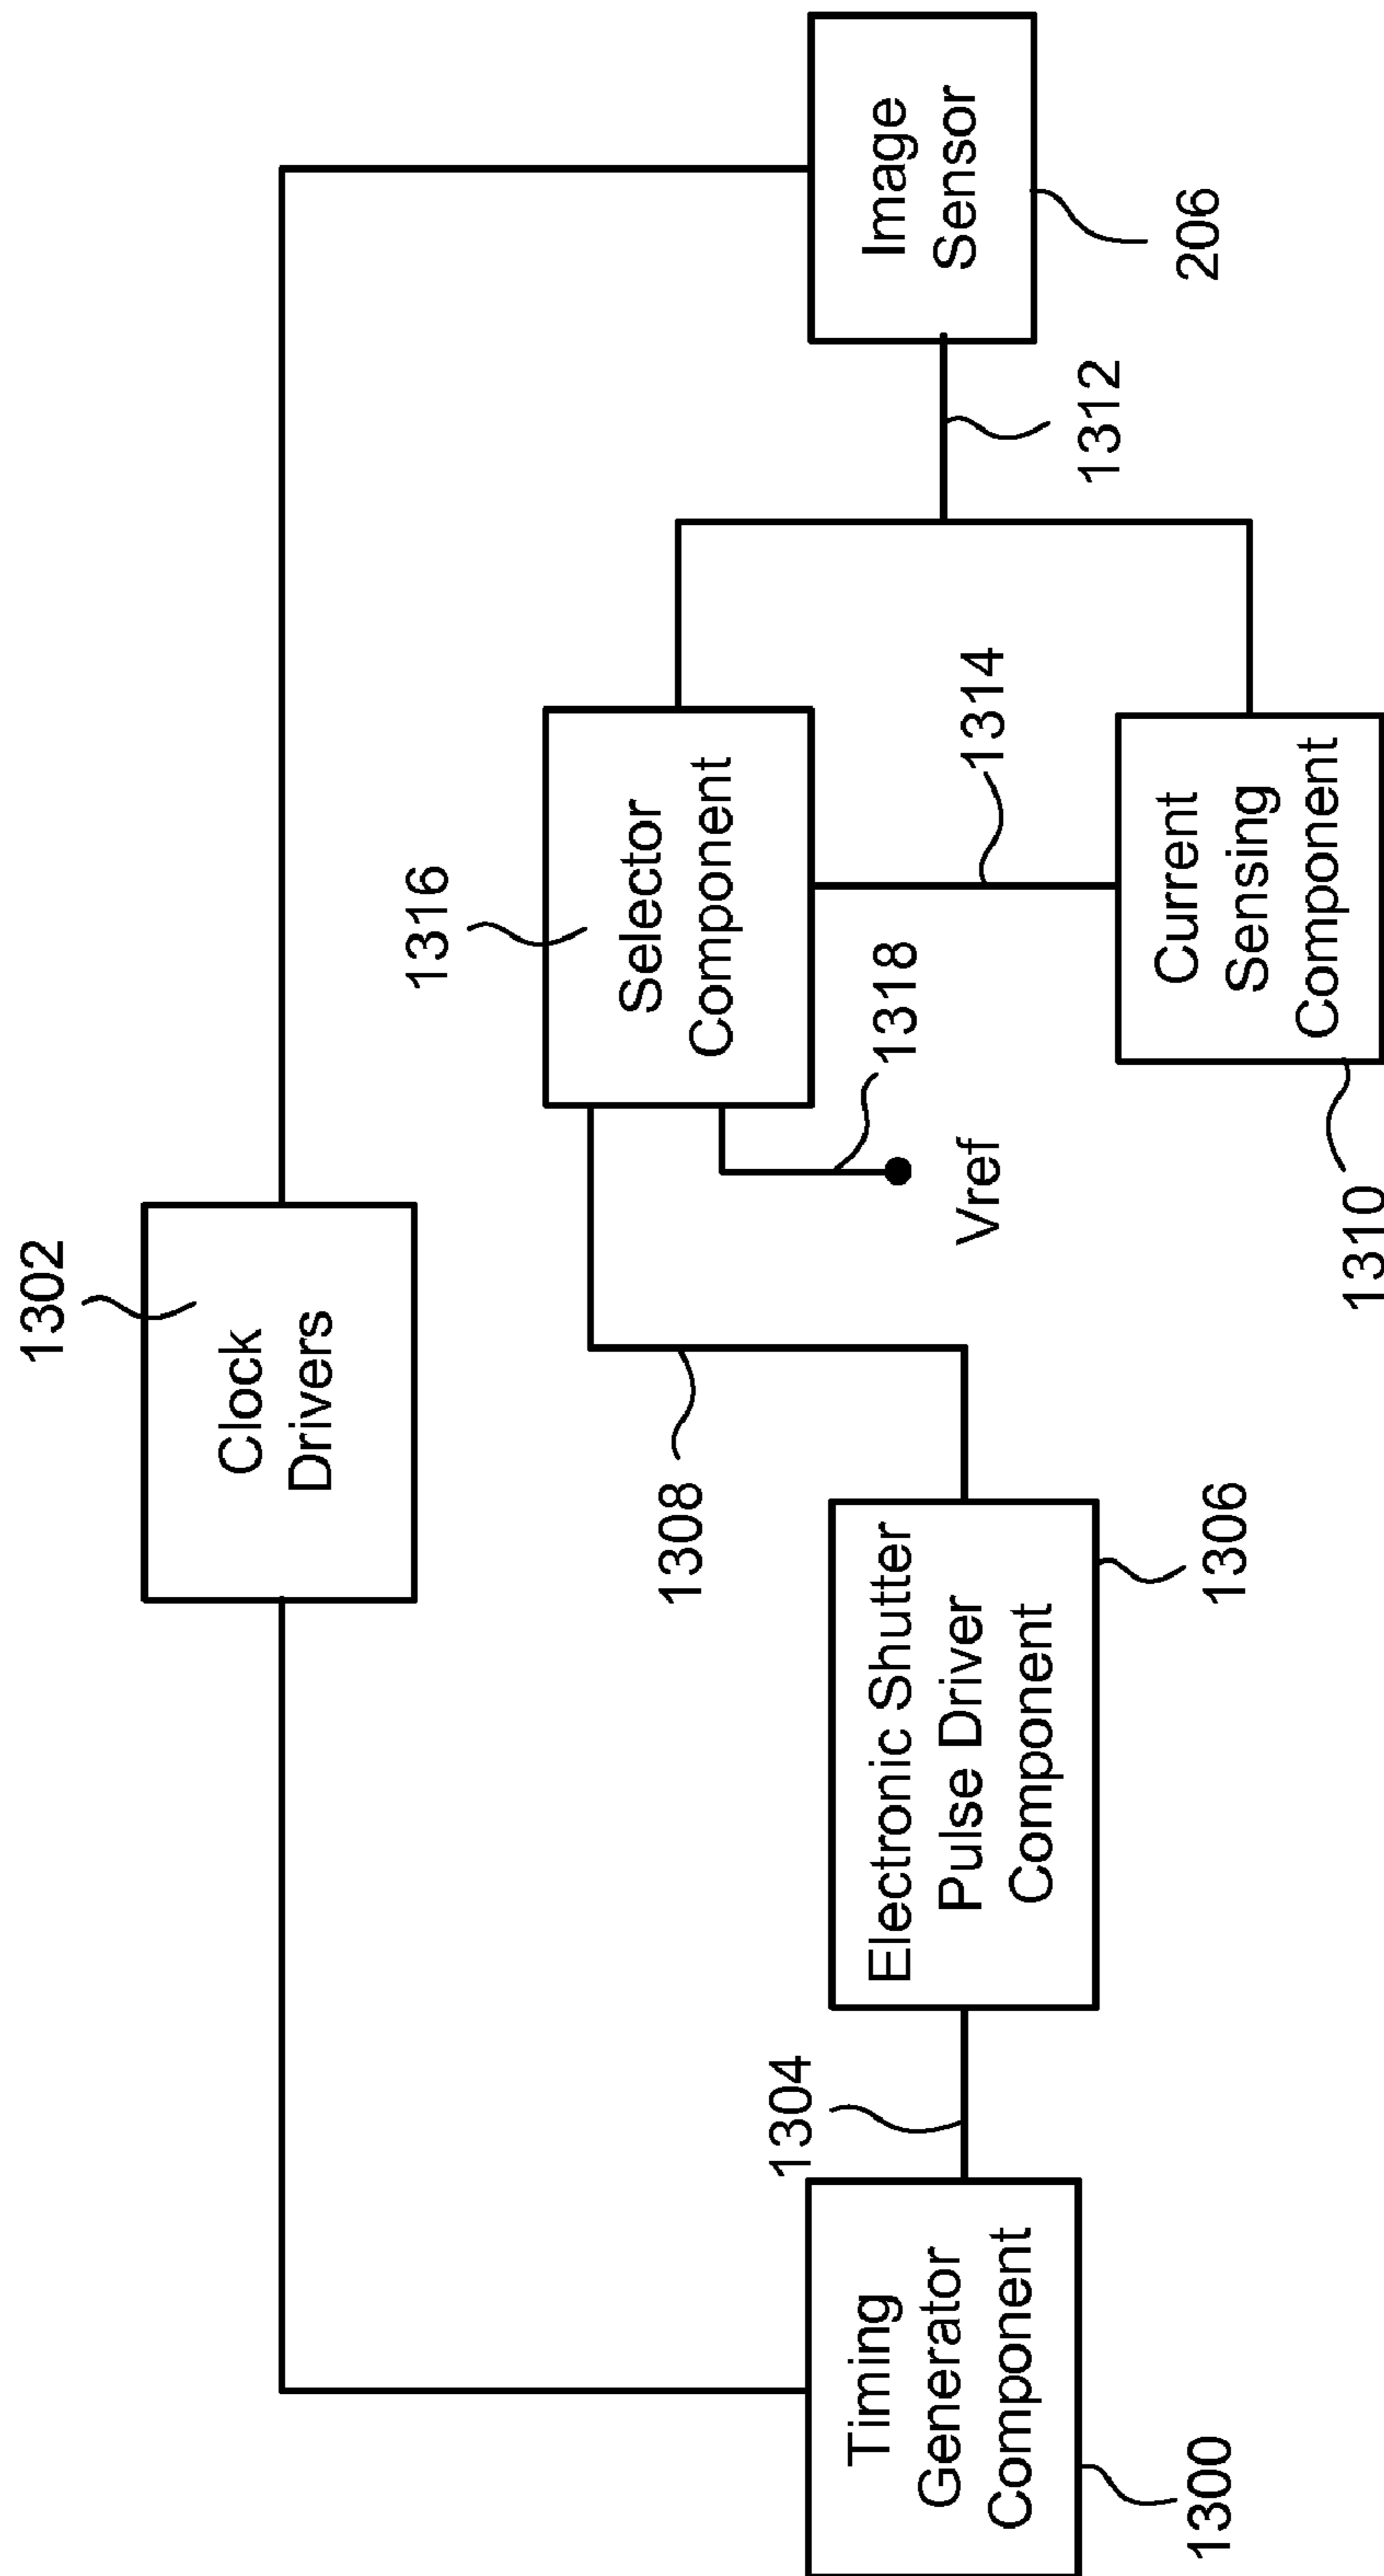 1302
Clock
Drivers
1316
Selector
Component
Image
Sensor
206
1312
1314
1318
Vref
1308
Current
Sensing
Component
1310
Electronic Shutter
Pulse Driver
Component
1306
1304
Timing
Generator
Component
1300